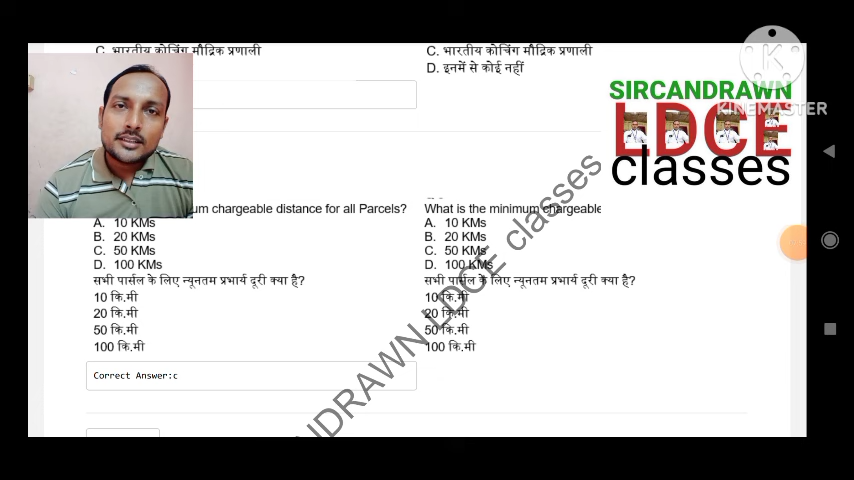 C. भारतीय कोचिंग मौद्रिक प्रणाली
C. भारतीय कोचिंग मौद्रिक प्रणाली
D. इनमें से कोई नहीं
SIRCANDRAWN
KINEMASTER
LDCE
classes
um chargeable distance for all Parcels?
A. 10 KMs
B. 20 KMs
C. 50 KMs
D. 100 KMs
सभी पार्सल के लिए न्यूनतम प्रभार्य दूरी क्या है?
10 कि.मी
20 कि.मी
50 कि.मी
100 कि.मी
What is the minimum chargeable
A. 10 KMs
B. 20 KMs
C. 50 KMs
D. 100 KMs
सभी पार्सल के लिए न्यूनतम प्रभार्य दूरी क्या है?
10 कि.मी
20 कि.मी
50 कि.मी
100 कि.मी
Correct Answer:c
NDRAWN LDCE classes